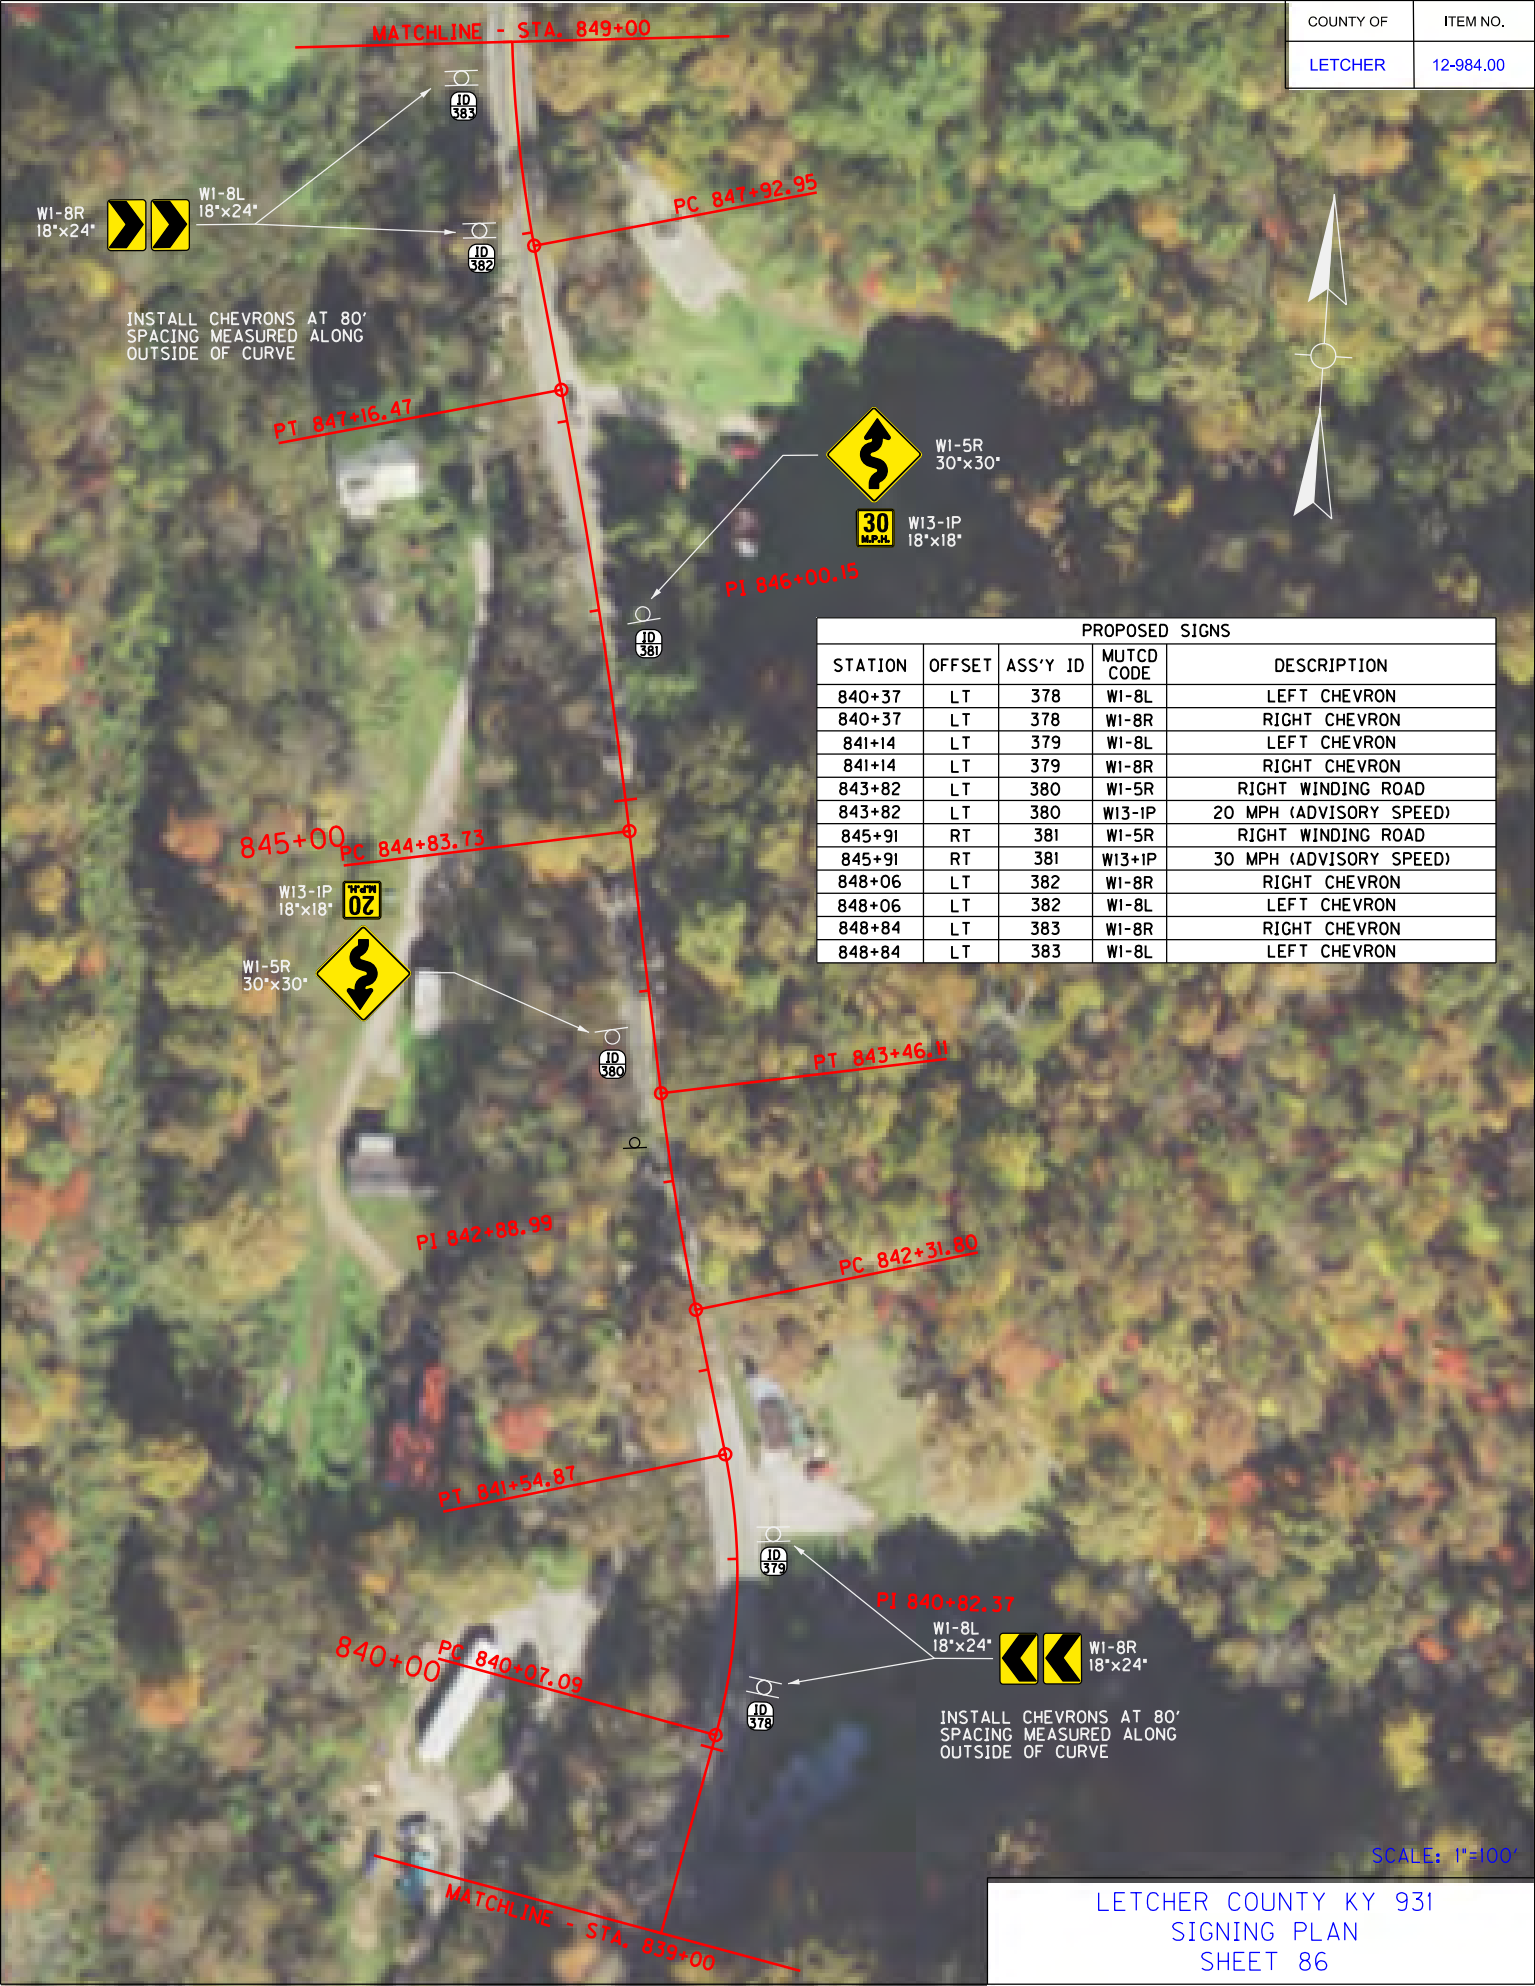 COUNTY OF
ITEM NO.
LETCHER
12-984.00
MATCHLINE - STA. 849+00
ID
383
W1-8R
18"x24"
W1-8L
18"x24"
PC 847+92.95
ID
382
INSTALL CHEVRONS AT 80'
SPACING MEASURED ALONG
OUTSIDE OF CURVE
PT 847+16.47
W1-5R
30"x30"
30
M.P.H.
W13-1P
18"x18"
PI 846+00.15
ID
381
PROPOSED SIGNS
STATION OFFSET ASS'Y ID MUTCD CODE DESCRIPTION
840+37 LT 378 W1-8L LEFT CHEVRON
840+37 LT 378 W1-8R RIGHT CHEVRON
841+14 LT 379 W1-8L LEFT CHEVRON
841+14 LT 379 W1-8R RIGHT CHEVRON
843+82 LT 380 W1-5R RIGHT WINDING ROAD
843+82 LT 380 W13-1P 20 MPH (ADVISORY SPEED)
845+91 RT 381 W1-5R RIGHT WINDING ROAD
845+91 RT 381 W13+1P 30 MPH (ADVISORY SPEED)
848+06 LT 382 W1-8R RIGHT CHEVRON
848+06 LT 382 W1-8L LEFT CHEVRON
848+84 LT 383 W1-8R RIGHT CHEVRON
848+84 LT 383 W1-8L LEFT CHEVRON
845+00
PC 844+83.73
W13-1P
18"x18"
20
M.P.H.
W1-5R
30"x30"
ID
380
PT 843+46.11
PI 842+88.99
PC 842+31.80
PT 841+54.87
ID
379
PI 840+82.37
W1-8L
18"x24"
W1-8R
18"x24"
840+00
PC 840+07.09
ID
378
INSTALL CHEVRONS AT 80'
SPACING MEASURED ALONG
OUTSIDE OF CURVE
MATCHLINE - STA. 839+00
SCALE: 1"=100'
LETCHER COUNTY KY 931
SIGNING PLAN
SHEET 86